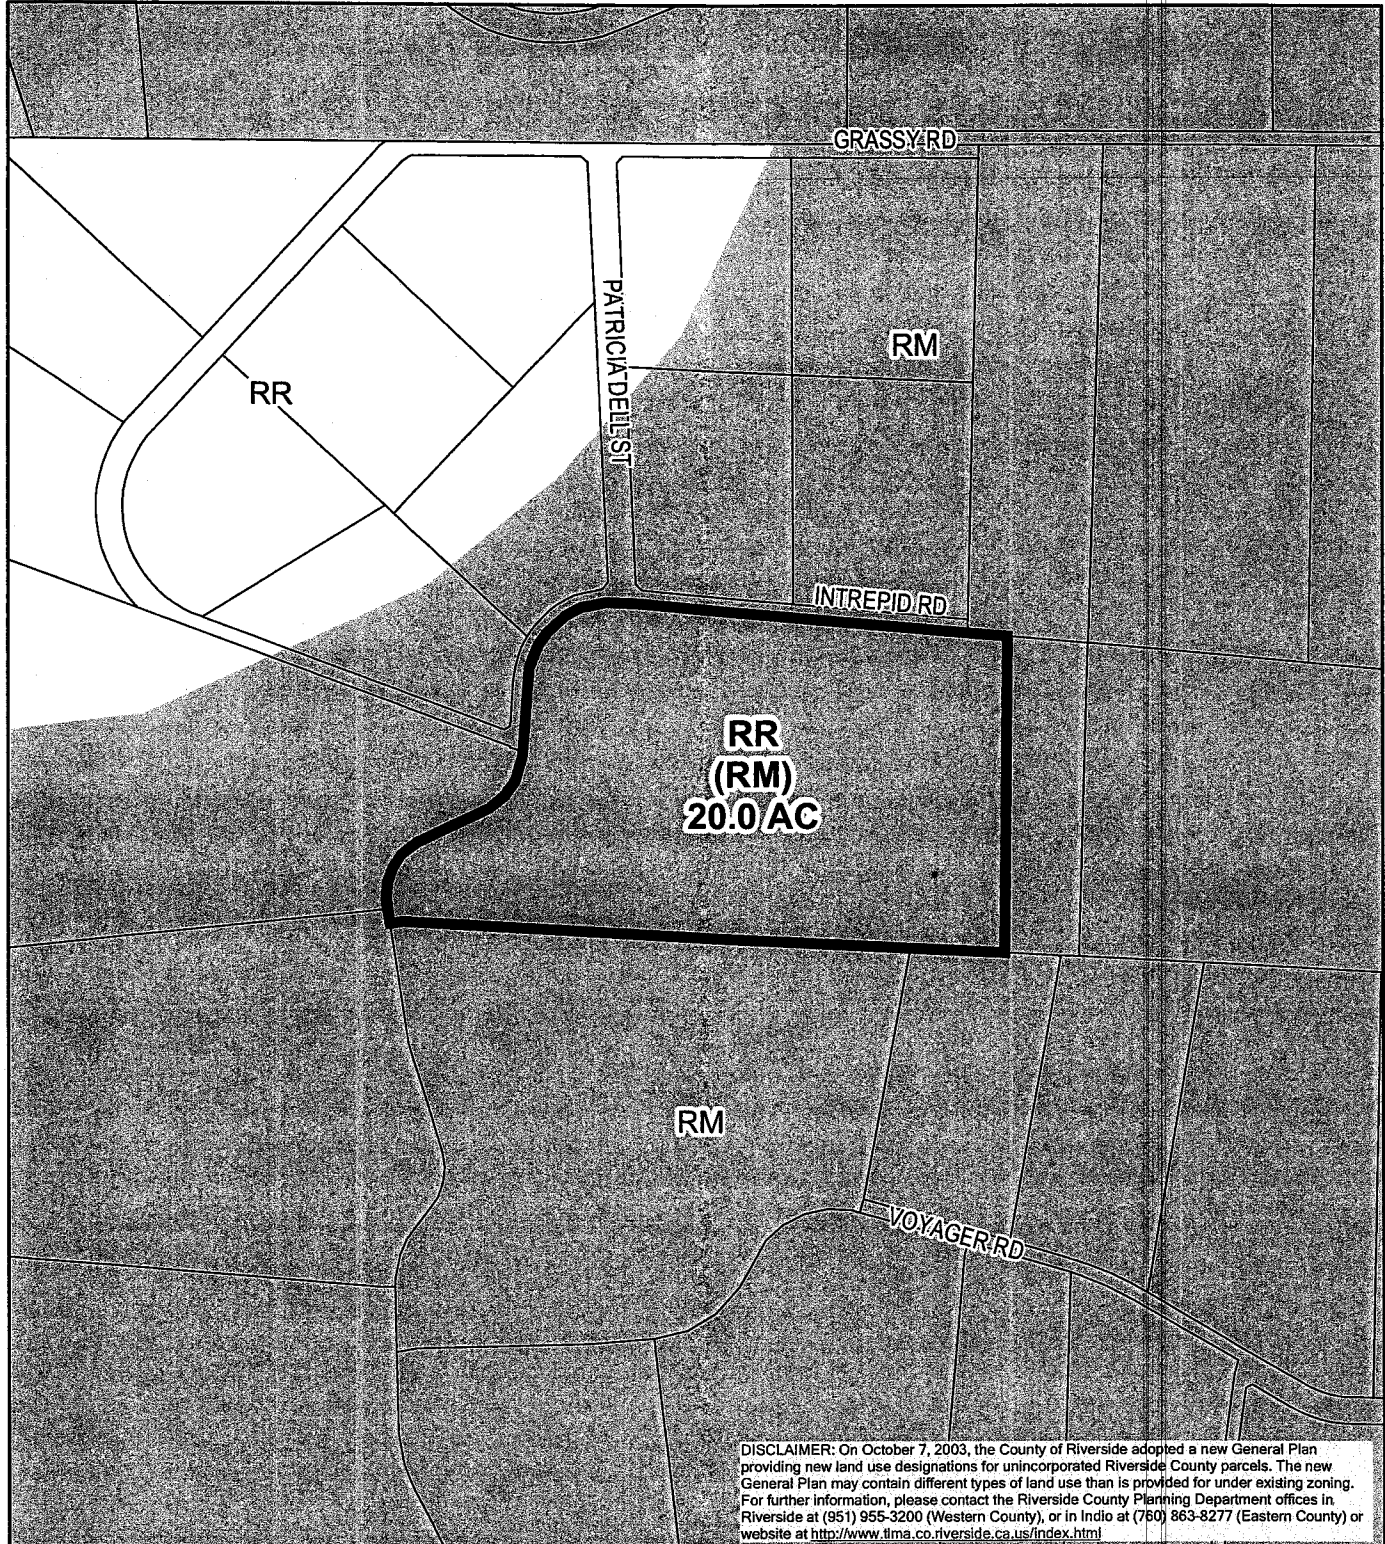 GRASSY RD
PATRICIA DELL ST
RM
RR
INTREPID RD
RR
(RM)
20.0 AC
RM
VOYAGER RD
DISCLAIMER: On October 7, 2003, the County of Riverside adopted a new General Plan
providing new land use designations for unincorporated Riverside County parcels. The new
General Plan may contain different types of land use than is provided for under existing zoning.
For further information, please contact the Riverside County Planning Department offices in
Riverside at (951) 955-3200 (Western County), or in Indio at (760) 863-8277 (Eastern County) or
website at http://www.tlma.co.riverside.ca.us/index.html